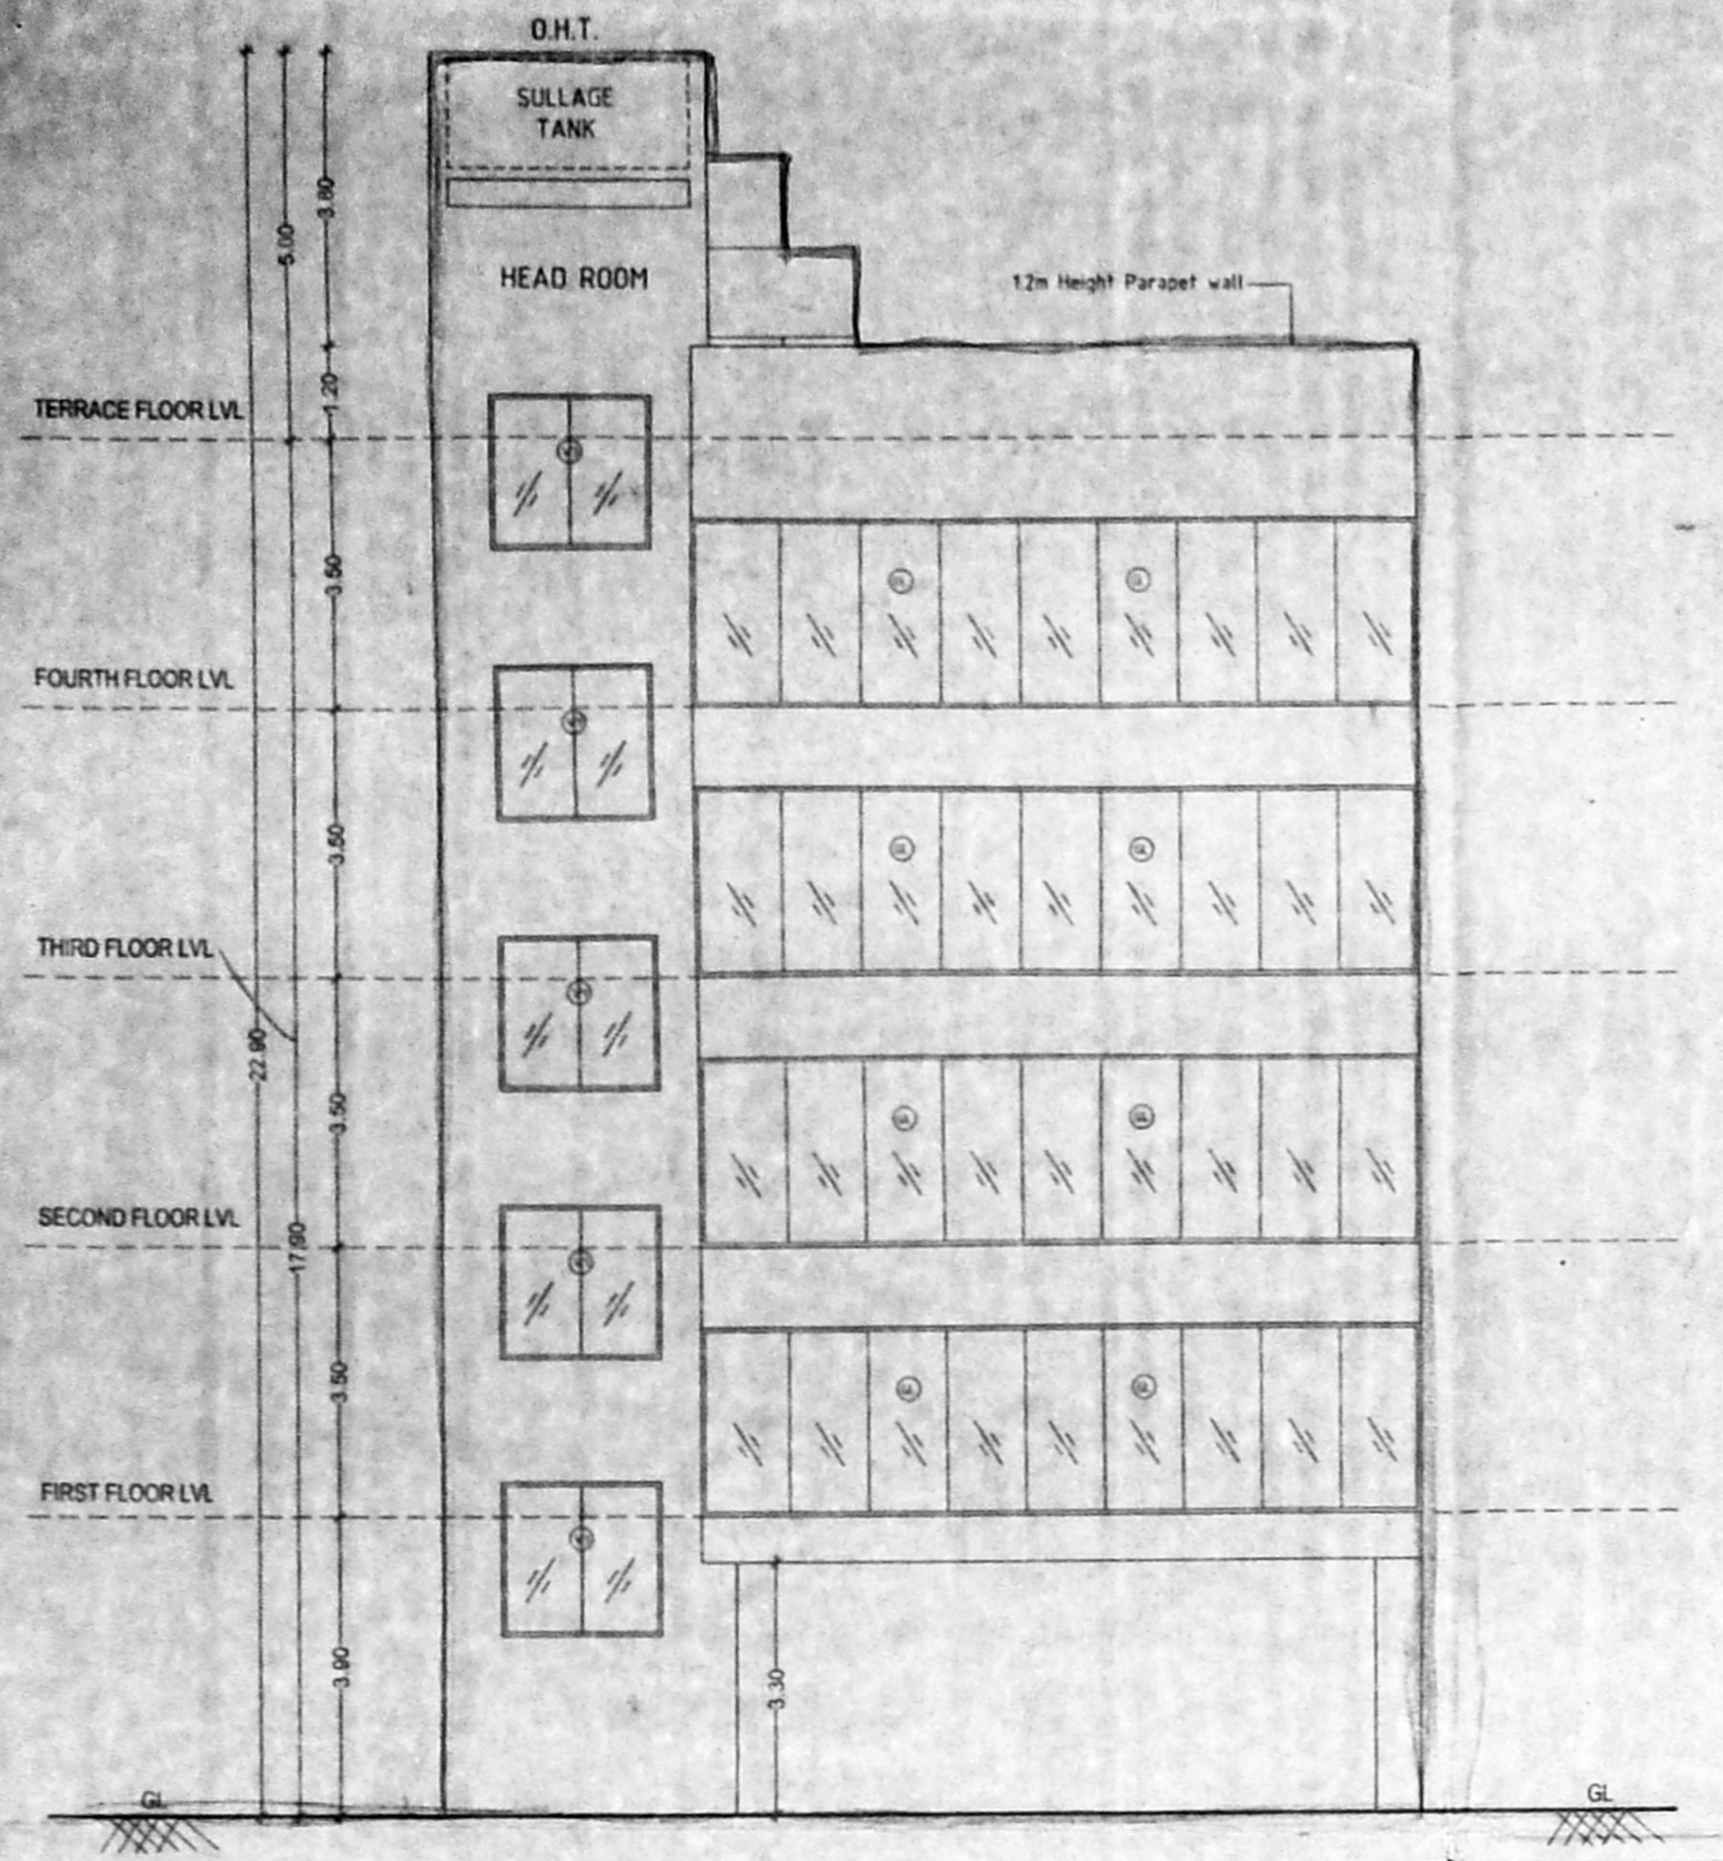 O.H.T.
SULLAGE
TANK
3.80
5.00
HEAD ROOM
1.2m Height Parapet wall
1.20
TERRACE FLOOR LVL
3.50
FOURTH FLOOR LVL
3.50
THIRD FLOOR LVL
22.90
3.50
SECOND FLOOR LVL
17.90
3.50
FIRST FLOOR LVL
3.90
3.30
GL
GL